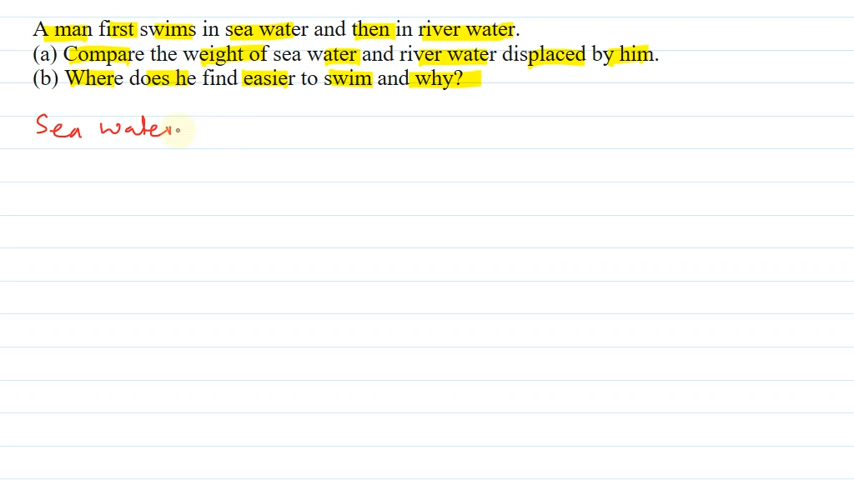 A man first swims in sea water and then in river water.
(a) Compare the weight of sea water and river water displaced by him.
(b) Where does he find easier to swim and why?
Sea water